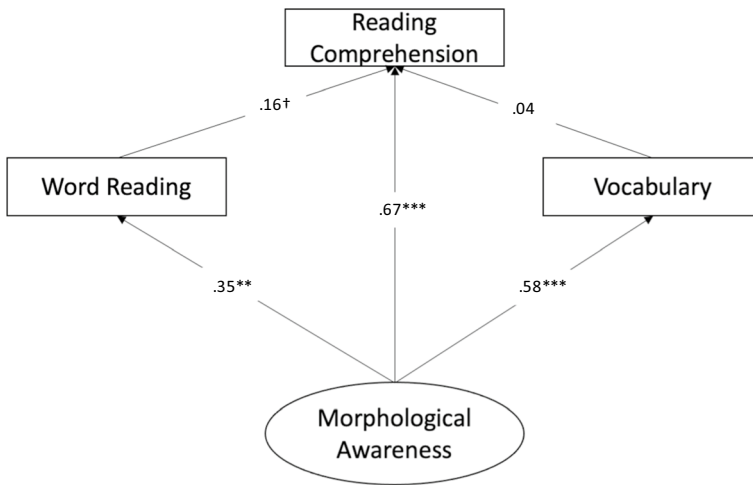 Reading
Comprehension
.16†
.04
Word Reading
.67***
Vocabulary
.35**
.58***
Morphological
Awareness